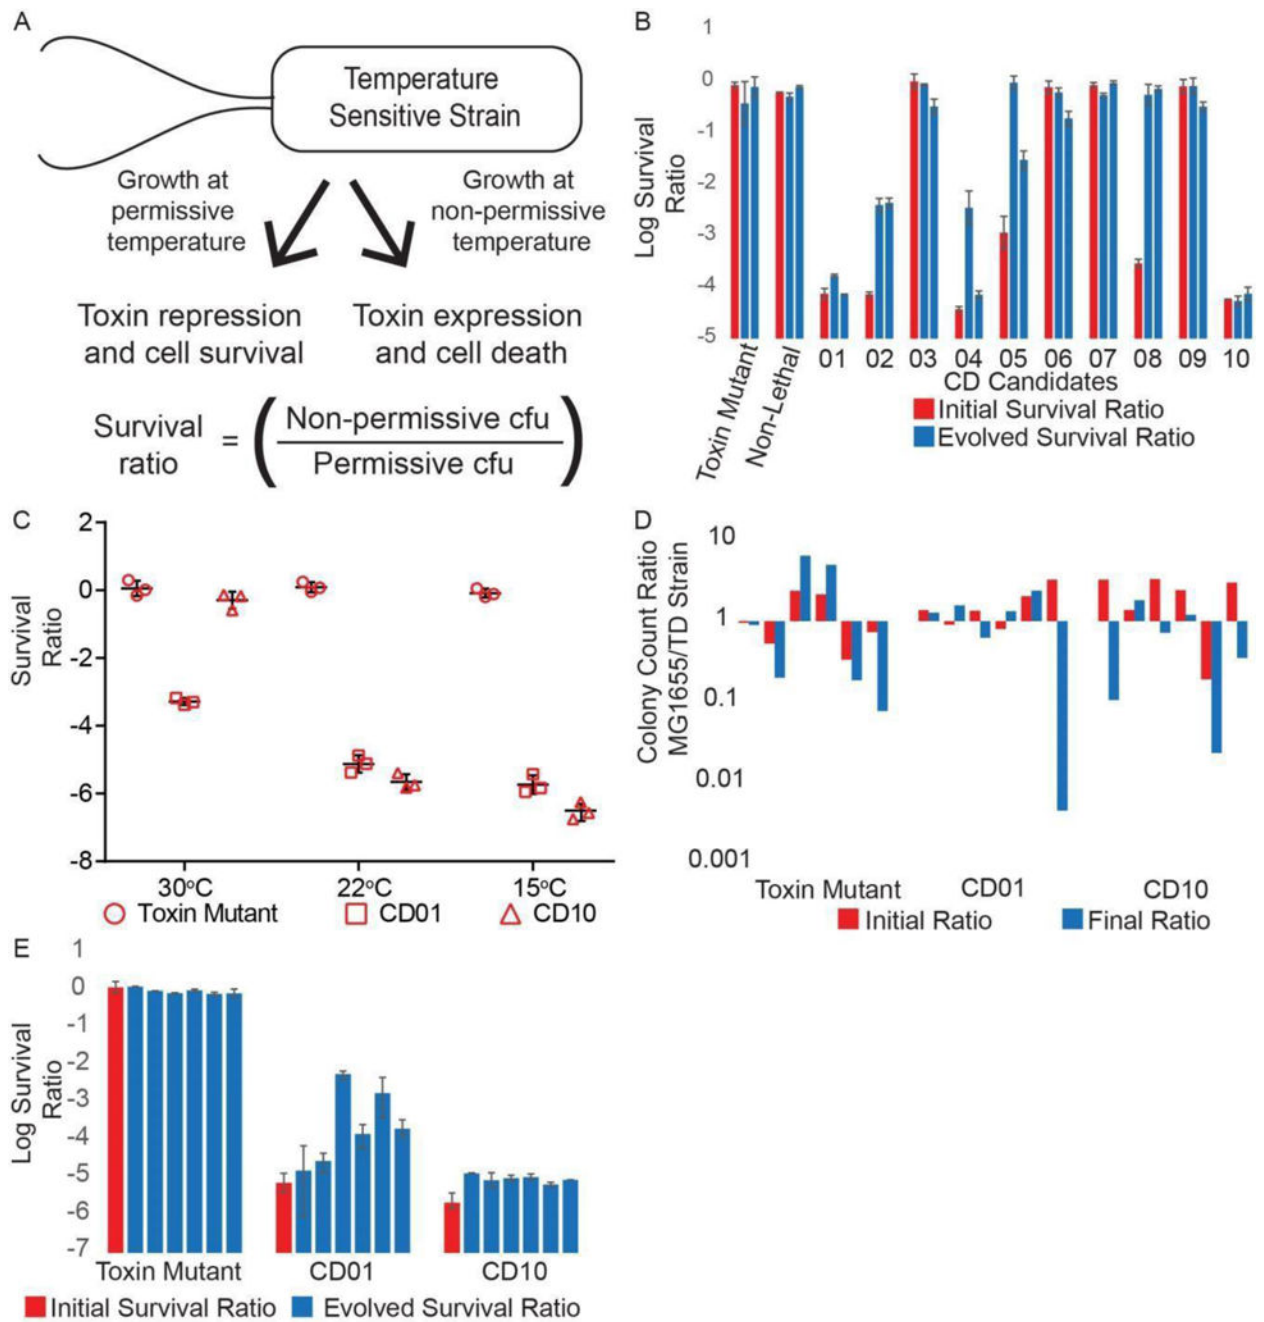 A
Temperature
Sensitive Strain
Growth at
permissive
temperature
Growth at
non-permissive
temperature
Toxin repression
and cell survival
Toxin expression
and cell death
Survival
ratio
=
(
Non-permissive cfu
Permissive cfu
)
B
Log Survival
Ratio
1
0
-1
-2
-3
-4
-5
Toxin Mutant
Non-Lethal
01 02 03 04 05 06 07 08 09 10
CD Candidates
Initial Survival Ratio
Evolved Survival Ratio
C
Survival
Ratio
2
0
-2
-4
-6
-8
30°C 22°C 15°C
Toxin Mutant CD01 CD10
D
Colony Count Ratio
MG1655/TD Strain
10
1
0.1
0.01
0.001
Toxin Mutant CD01 CD10
Initial Ratio Final Ratio
E
Log Survival
Ratio
1
0
-1
-2
-3
-4
-5
-6
-7
Toxin Mutant CD01 CD10
Initial Survival Ratio Evolved Survival Ratio